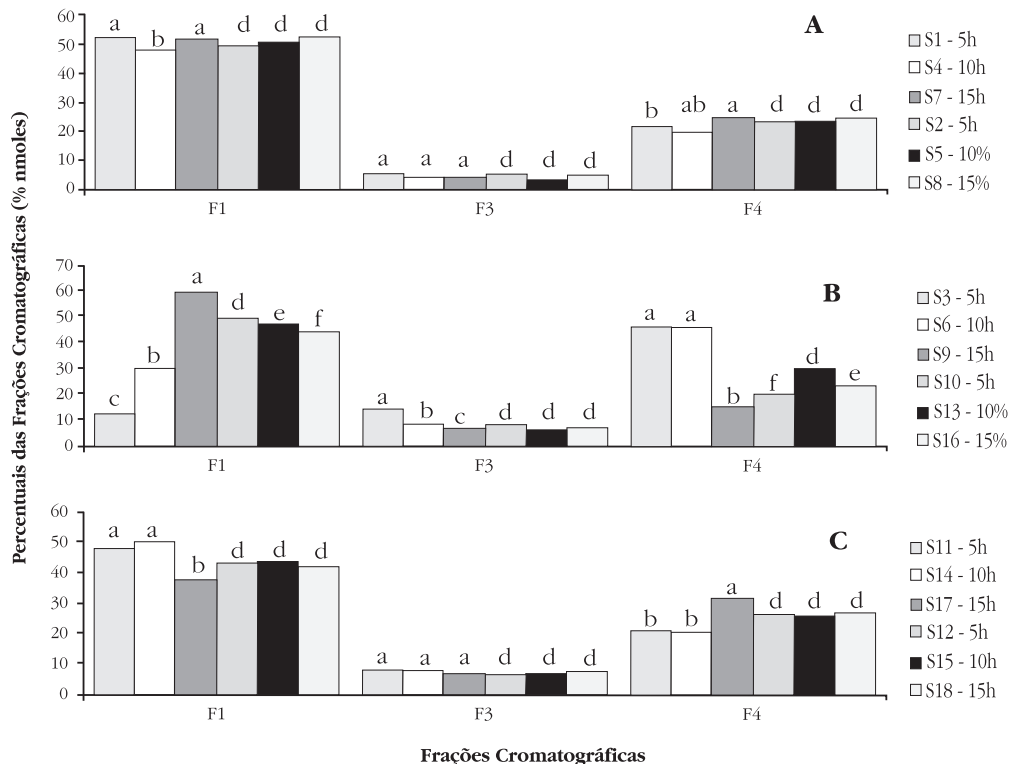 Percentuais das Frações Cromatográficas (% nmoles)
A
60
50
40
30
20
10
0
a b a d d d
a a a d d d
b ab a d d d
F1 F3 F4
S1 - 5h
S4 - 10h
S7 - 15h
S2 - 5h
S5 - 10%
S8 - 15%
B
70
60
50
40
30
20
10
0
c b a d e f
a b c d d d
a a b f d e
F1 F3 F4
S3 - 5h
S6 - 10h
S9 - 15h
S10 - 5h
S13 - 10%
S16 - 15%
C
60
50
40
30
20
10
0
a a b d d d
a a a d d d
b b a d d d
F1 F3 F4
S11 - 5h
S14 - 10h
S17 - 15h
S12 - 5h
S15 - 10h
S18 - 15h
Frações Cromatográficas